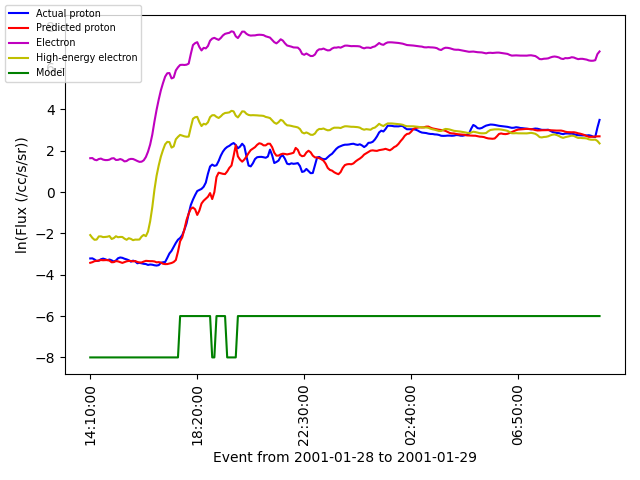 Actual proton
Predicted proton
Electron
High-energy electron
Model
4
2
0
−2
−4
−6
−8
ln(Flux (/cc/s/sr))
14:10:00
18:20:00
22:30:00
02:40:00
06:50:00
Event from 2001-01-28 to 2001-01-29